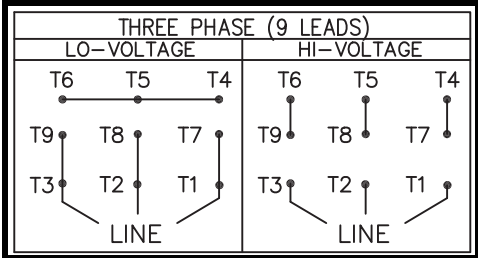 THREE PHASE (9 LEADS)
LO-VOLTAGE HI-VOLTAGE
T6 T5 T4 T6 T5 T4
T9 T8 T7 T9 T8 T7
T3 T2 T1 T3 T2 T1
LINE LINE